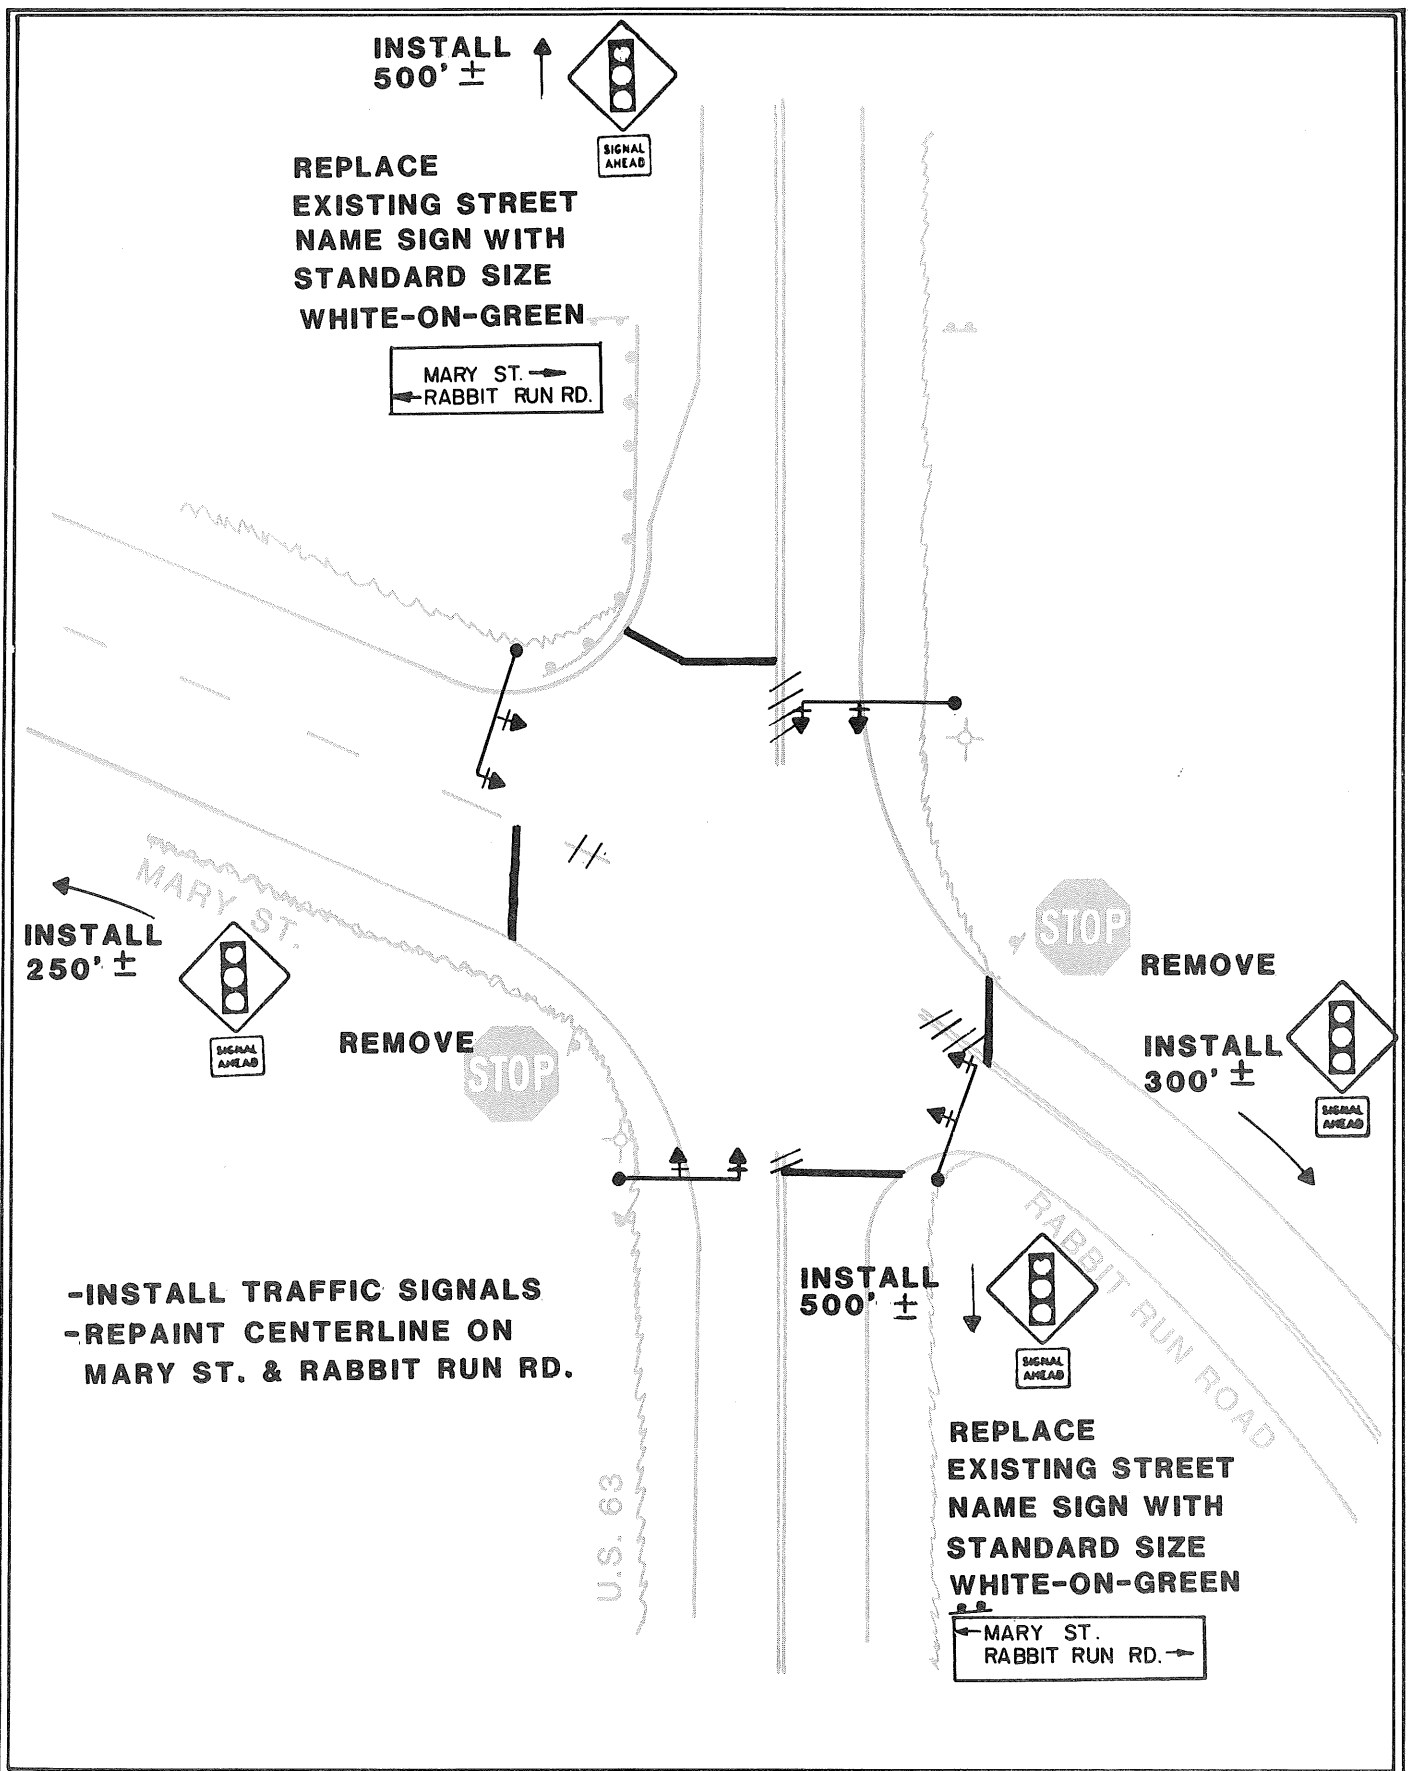 INSTALL
500' ±
SIGNAL
AHEAD
REPLACE
EXISTING STREET
NAME SIGN WITH
STANDARD SIZE
WHITE-ON-GREEN
MARY ST. →
← RABBIT RUN RD.
MARY ST.
INSTALL
250' ±
SIGNAL
AHEAD
REMOVE
STOP
STOP
REMOVE
INSTALL
300' ±
SIGNAL
AHEAD
RABBIT RUN ROAD
INSTALL
500' ±
SIGNAL
AHEAD
-INSTALL TRAFFIC SIGNALS
-REPAINT CENTERLINE ON
MARY ST. & RABBIT RUN RD.
U.S. 63
REPLACE
EXISTING STREET
NAME SIGN WITH
STANDARD SIZE
WHITE-ON-GREEN
← MARY ST.
RABBIT RUN RD. →